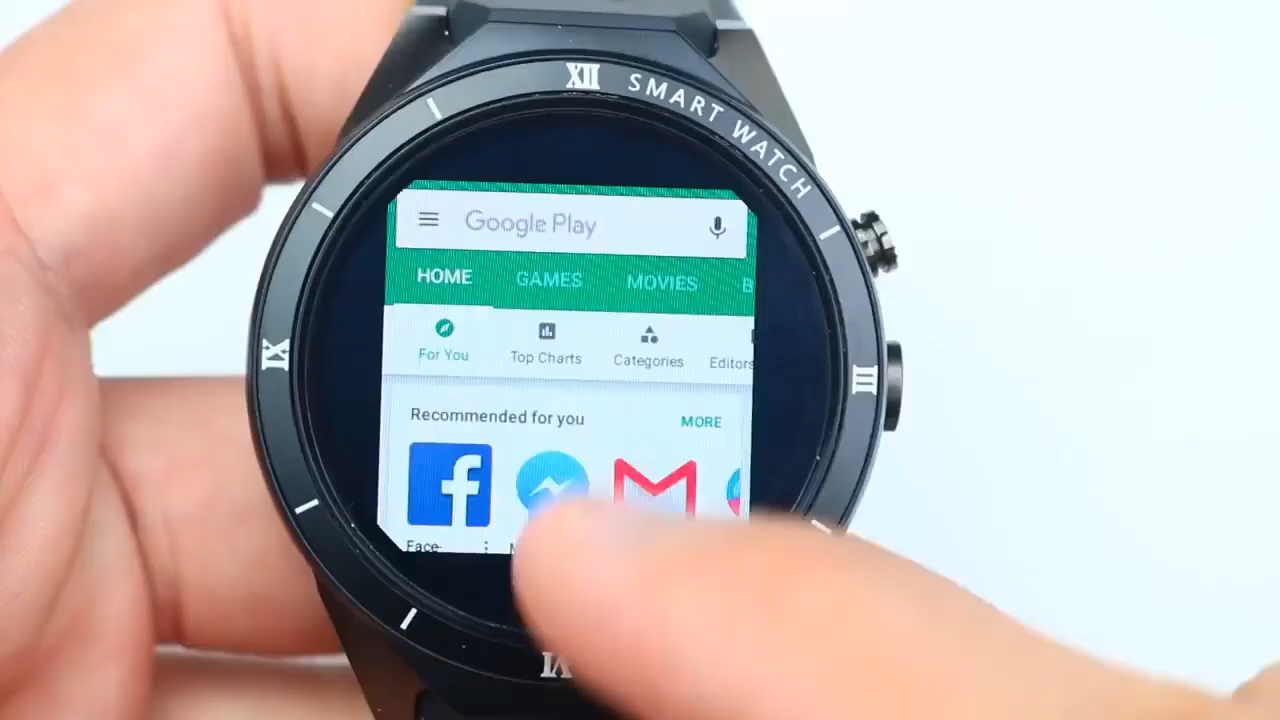 XII
SMART WATCH
Google Play
HOME GAMES MOVIES B
For You Top Charts Categories Editors
Recommended for you MORE
IX
III
f
M
Face-
VI